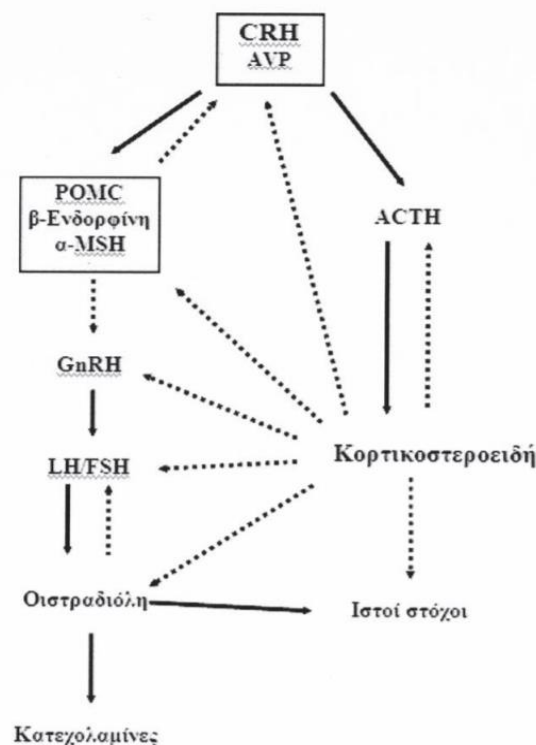 CRH
AVP
POMC
β-Ενδορφίνη
α-MSH
ACTH
GnRH
LH/FSH
Κορτικοστεροειδή
Οιστραδιόλη
Ιστοί στόχοι
Κατεχολαμίνες